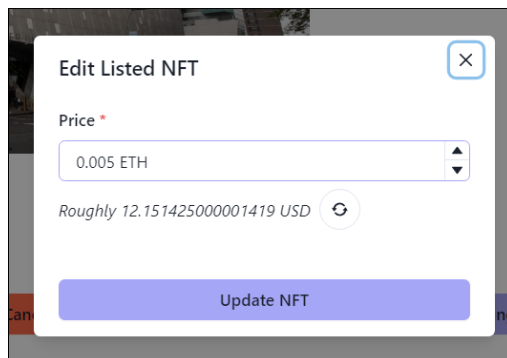 Edit Listed NFT
Price *
0.005 ETH
Roughly 12.151425000001419 USD
Update NFT